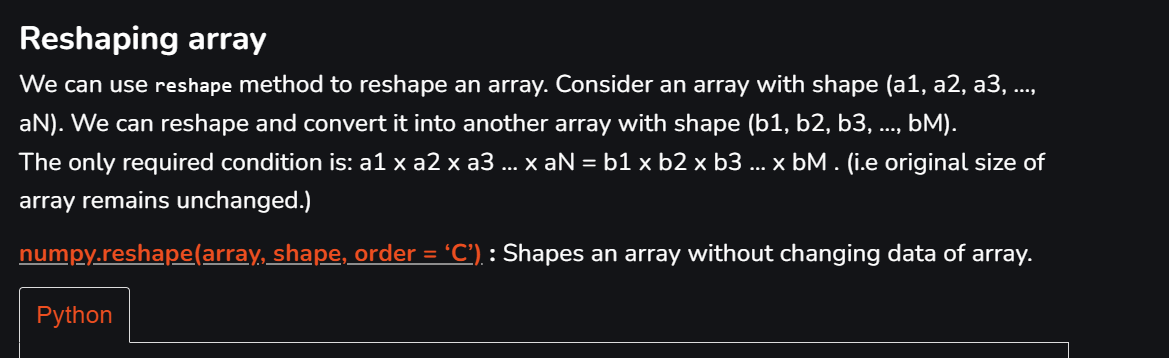 Reshaping array
We can use reshape method to reshape an array. Consider an array with shape (a1, a2, a3, ...,
aN). We can reshape and convert it into another array with shape (b1, b2, b3, ..., bM).
The only required condition is: a1 x a2 x a3 ... x aN = b1 x b2 x b3 ... x bM . (i.e original size of
array remains unchanged.)
numpy.reshape(array, shape, order = ‘C’) : Shapes an array without changing data of array.
Python